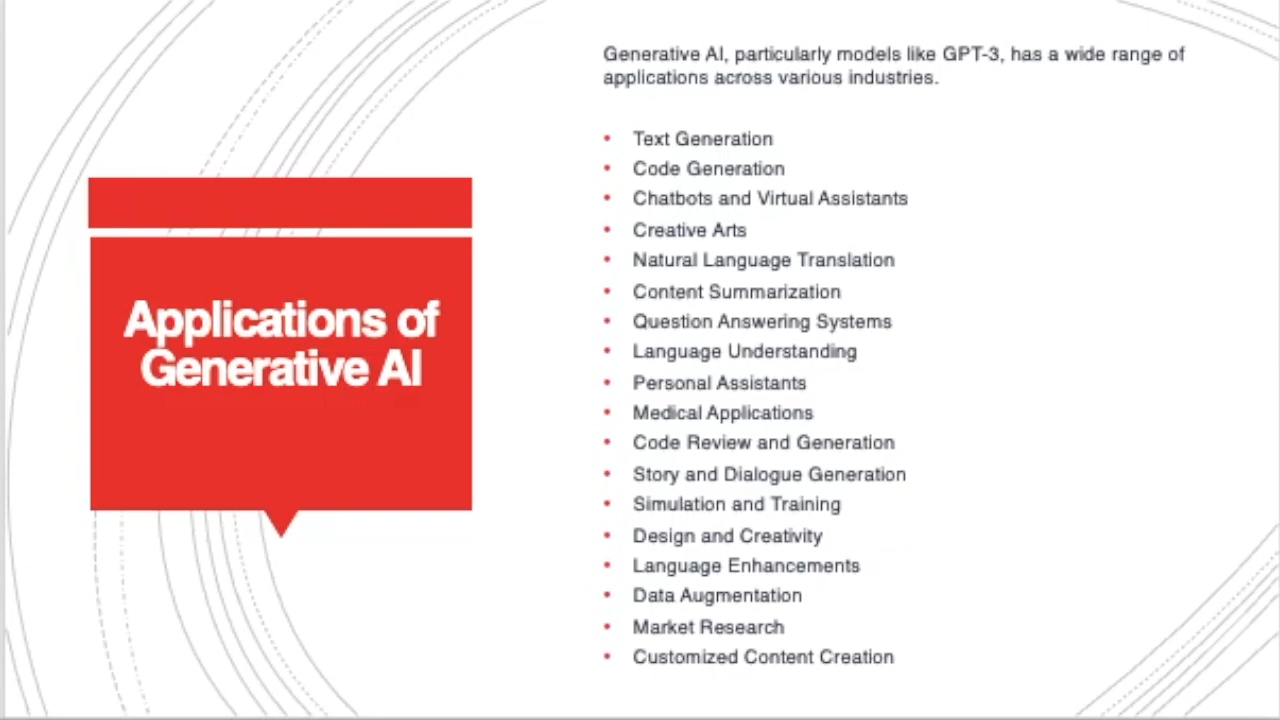 Applications of
Generative AI
Generative AI, particularly models like GPT-3, has a wide range of
applications across various industries.
• Text Generation
• Code Generation
• Chatbots and Virtual Assistants
• Creative Arts
• Natural Language Translation
• Content Summarization
• Question Answering Systems
• Language Understanding
• Personal Assistants
• Medical Applications
• Code Review and Generation
• Story and Dialogue Generation
• Simulation and Training
• Design and Creativity
• Language Enhancements
• Data Augmentation
• Market Research
• Customized Content Creation